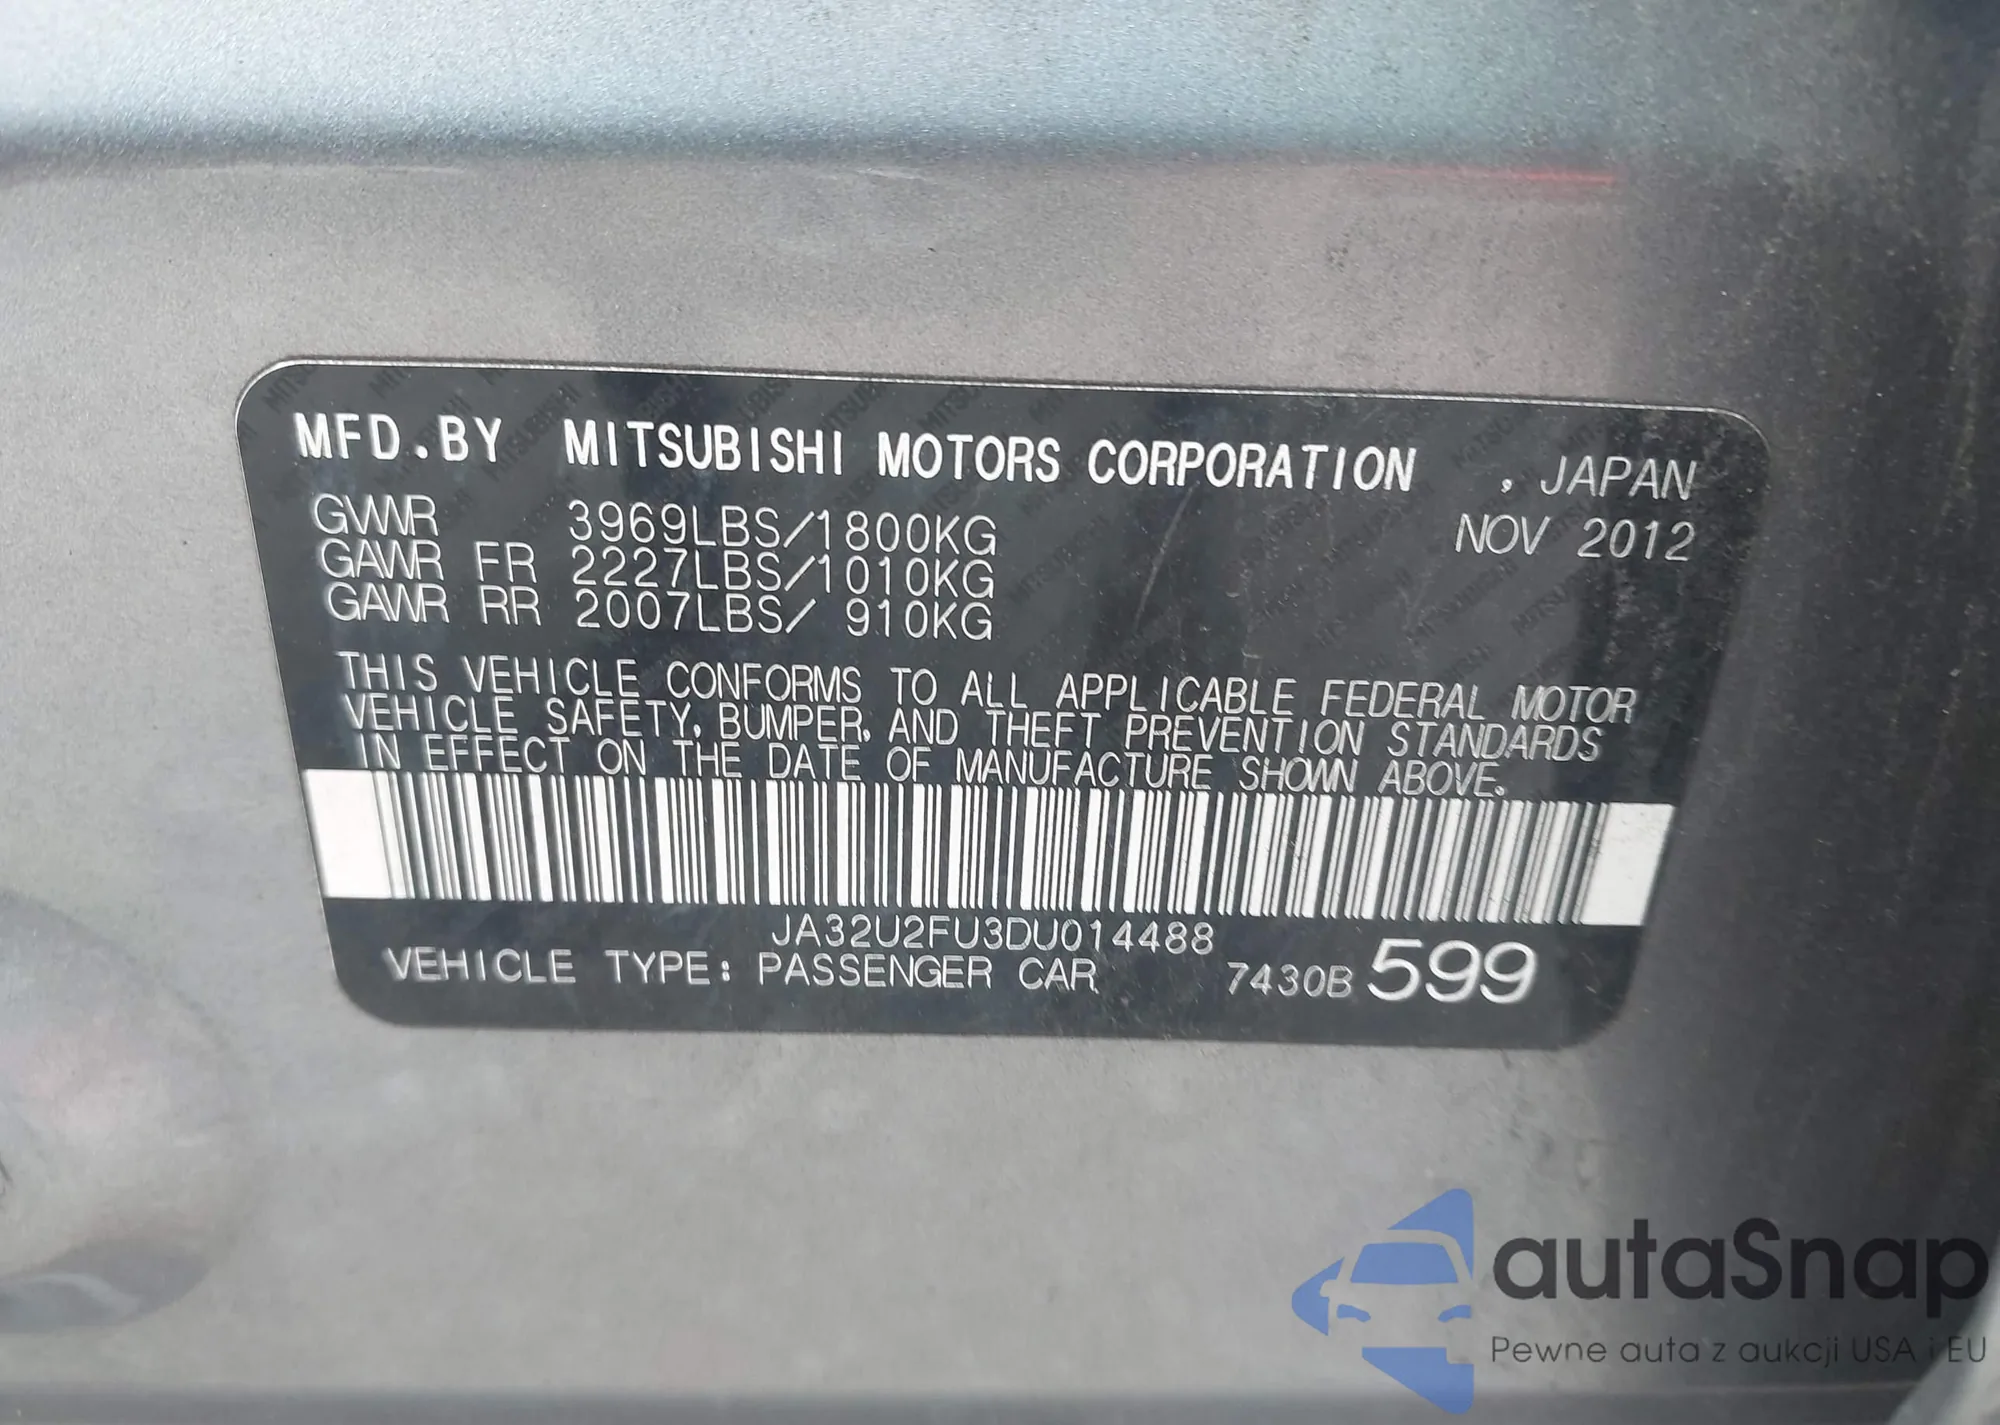 MFD.BY MITSUBISHI MOTORS CORPORATION , JAPAN
GVWR 3969LBS/1800KG NOV 2012
GAWR FR 2227LBS/1010KG
GAWR RR 2007LBS/ 910KG
THIS VEHICLE CONFORMS TO ALL APPLICABLE FEDERAL MOTOR
VEHICLE SAFETY, BUMPER, AND THEFT PREVENTION STANDARDS
IN EFFECT ON THE DATE OF MANUFACTURE SHOWN ABOVE.
JA32U2FU3DU014488
VEHICLE TYPE: PASSENGER CAR 7430B 599
autaSnap
Pewne auta z aukcji USA i EU